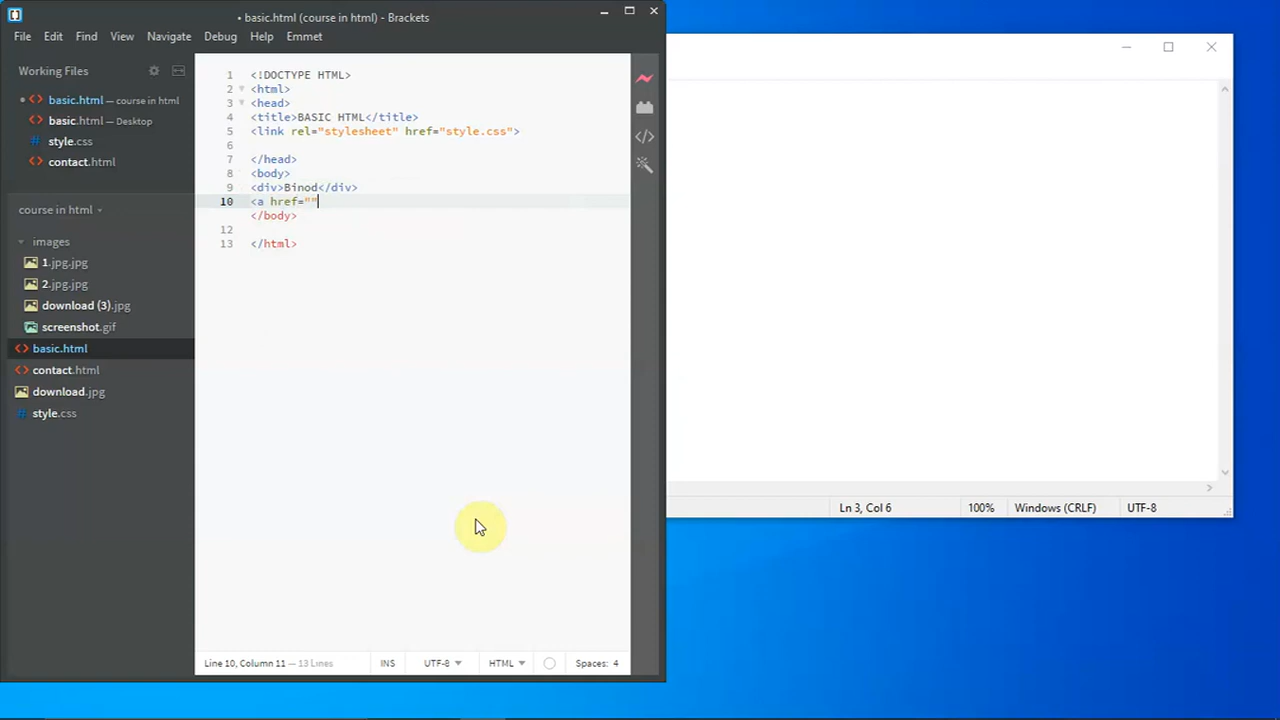 • basic.html (course in html) - Brackets
File Edit Find View Navigate Debug Help Emmet
Working Files
basic.html — course in html
basic.html — Desktop
style.css
contact.html
course in html
images
1.jpg.jpg
2.jpg.jpg
download (3).jpg
screenshot.gif
basic.html
contact.html
download.jpg
style.css
1 <!DOCTYPE HTML>
2 <html>
3 <head>
4 <title>BASIC HTML</title>
5 <link rel="stylesheet" href="style.css">
6
7 </head>
8 <body>
9 <div>Binod</div>
10 <a href=""
</body>
12
13 </html>
Line 10, Column 11 — 13 Lines INS UTF-8 HTML Spaces: 4
Ln 3, Col 6 100% Windows (CRLF) UTF-8